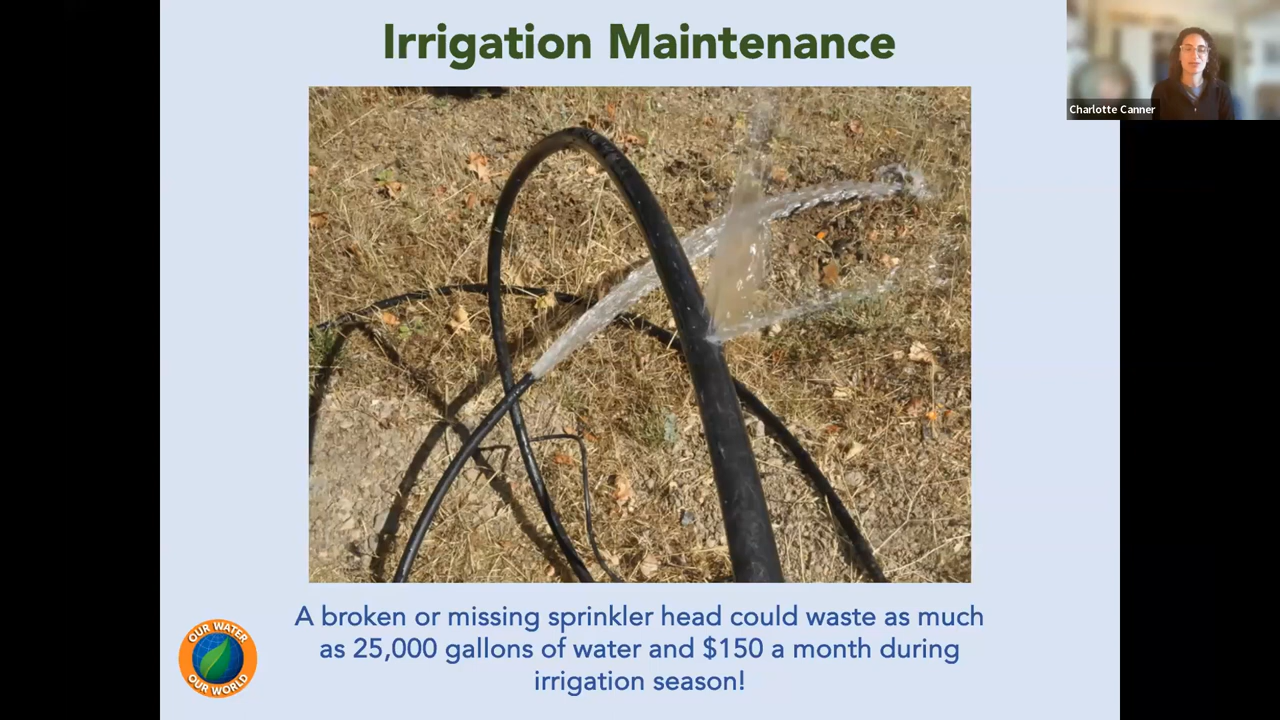 Irrigation Maintenance
Charlotte Canner
A broken or missing sprinkler head could waste as much
as 25,000 gallons of water and $150 a month during
irrigation season!
OUR WATER
OUR WORLD